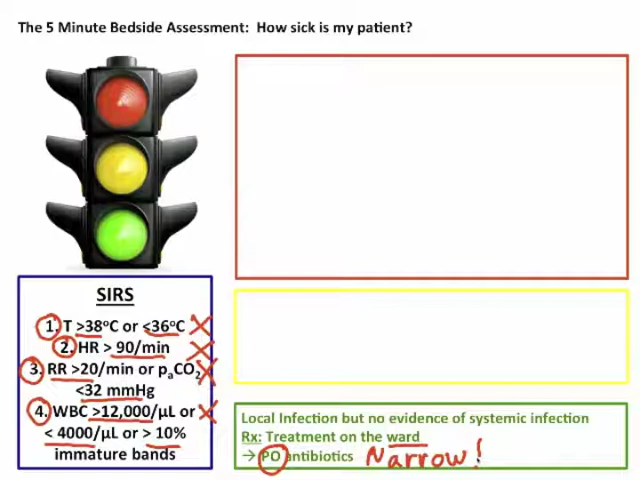 The 5 Minute Bedside Assessment: How sick is my patient?
SIRS
1. T >38°C or <36°C
2. HR > 90/min
3. RR >20/min or paCO2
<32 mmHg
4. WBC >12,000/µL or
< 4000/µL or > 10%
immature bands
Local Infection but no evidence of systemic infection
Rx: Treatment on the ward
→ PO antibiotics Narrow!